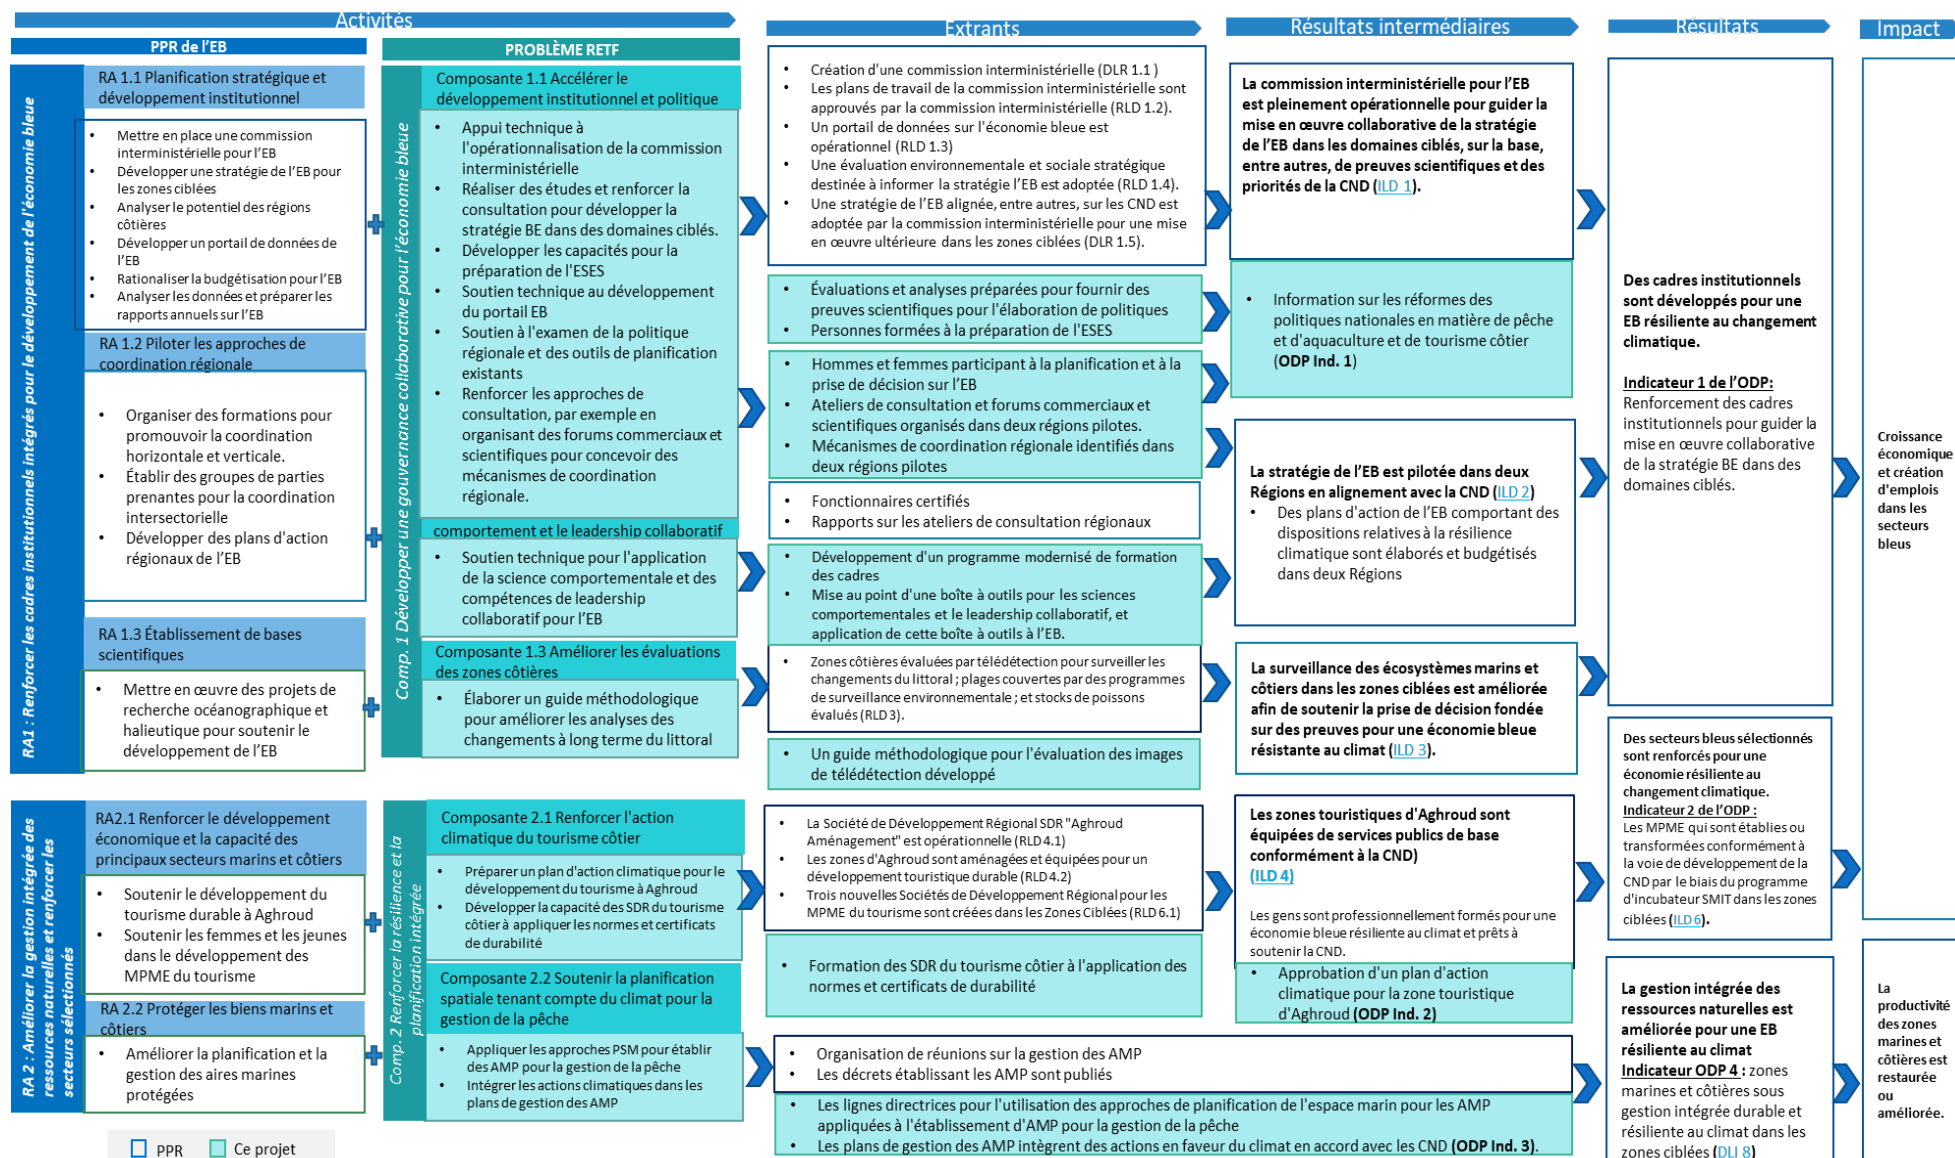 Activités
Extrants
Résultats intermédiaires
Résultats
Impact
PPR de l'EB
PROBLÈME RETF
RA1 : Renforcer les cadres institutionnels intégrés pour le développement de l'économie bleue
RA 1.1 Planification stratégique et
développement institutionnel
• Mettre en place une commission
interministérielle pour l'EB
• Développer une stratégie de l'EB pour
les zones ciblées
• Analyser le potentiel des régions
côtières
• Développer un portail de données de
l'EB
• Rationaliser la budgétisation pour l'EB
• Analyser les données et préparer les
rapports annuels sur l'EB
RA 1.2 Piloter les approches de
coordination régionale
• Organiser des formations pour
promouvoir la coordination
horizontale et verticale.
• Établir des groupes de parties
prenantes pour la coordination
intersectorielle
• Développer des plans d'action
régionaux de l'EB
RA 1.3 Établissement de bases
scientifiques
• Mettre en œuvre des projets de
recherche océanographique et
halieutique pour soutenir le
développement de l'EB
Comp. 1 Développer une gouvernance collaborative pour l'économie bleue
Composante 1.1 Accélérer le
développement institutionnel et politique
• Appui technique à
l'opérationnalisation de la commission
interministérielle
• Réaliser des études et renforcer la
consultation pour développer la
stratégie BE dans des domaines ciblés.
• Développer les capacités pour la
préparation de l'ESES
• Soutien technique au développement
du portail EB
• Soutien à l'examen de la politique
régionale et des outils de planification
existants
• Renforcer les approches de
consultation, par exemple en
organisant des forums commerciaux et
scientifiques pour concevoir des
mécanismes de coordination
régionale.
comportement et le leadership collaboratif
• Soutien technique pour l'application
de la science comportementale et des
compétences de leadership
collaboratif pour l'EB
Composante 1.3 Améliorer les évaluations
des zones côtières
• Élaborer un guide méthodologique
pour améliorer les analyses des
changements à long terme du littoral
• Création d'une commission interministérielle (DLR 1.1 )
• Les plans de travail de la commission interministérielle sont
approuvés par la commission interministérielle (RLD 1.2).
• Un portail de données sur l'économie bleue est
opérationnel (RLD 1.3)
• Une évaluation environnementale et sociale stratégique
destinée à informer la stratégie l'EB est adoptée (RLD 1.4).
• Une stratégie de l'EB alignée, entre autres, sur les CND est
adoptée par la commission interministérielle pour une mise
en œuvre ultérieure dans les zones ciblées (DLR 1.5).
• Évaluations et analyses préparées pour fournir des
preuves scientifiques pour l'élaboration de politiques
• Personnes formées à la préparation de l'ESES
• Hommes et femmes participant à la planification et à la
prise de décision sur l'EB
• Ateliers de consultation et forums commerciaux et
scientifiques organisés dans deux régions pilotes.
• Mécanismes de coordination régionale identifiés dans
deux régions pilotes
• Fonctionnaires certifiés
• Rapports sur les ateliers de consultation régionaux
• Développement d'un programme modernisé de formation
des cadres
• Mise au point d'une boîte à outils pour les sciences
comportementales et le leadership collaboratif, et
application de cette boîte à outils à l'EB.
• Zones côtières évaluées par télédétection pour surveiller les
changements du littoral ; plages couvertes par des programmes
de surveillance environnementale ; et stocks de poissons
évalués (RLD 3).
• Un guide méthodologique pour l'évaluation des images
de télédétection développé
La commission interministérielle pour l'EB
est pleinement opérationnelle pour guider la
mise en œuvre collaborative de la stratégie
de l'EB dans les domaines ciblés, sur la base,
entre autres, de preuves scientifiques et des
priorités de la CND (ILD 1).
• Information sur les réformes des
politiques nationales en matière de pêche
et d'aquaculture et de tourisme côtier
(ODP Ind. 1)
La stratégie de l'EB est pilotée dans deux
Régions en alignement avec la CND (ILD 2)
• Des plans d'action de l'EB comportant des
dispositions relatives à la résilience
climatique sont élaborés et budgétisés
dans deux Régions
La surveillance des écosystèmes marins et
côtiers dans les zones ciblées est améliorée
afin de soutenir la prise de décision fondée
sur des preuves pour une économie bleue
résistante au climat (ILD 3).
Des cadres institutionnels
sont développés pour une
EB résiliente au changement
climatique.
Indicateur 1 de l'ODP:
Renforcement des cadres
institutionnels pour guider la
mise en œuvre collaborative
de la stratégie BE dans des
domaines ciblés.
Croissance
économique
et création
d'emplois
dans les
secteurs
bleus
RA 2 : Améliorer la gestion intégrée des
ressources naturelles et renforcer les
secteurs sélectionnés
RA2.1 Renforcer le développement
économique et la capacité des
principaux secteurs marins et côtiers
• Soutenir le développement du
tourisme durable à Aghroud
• Soutenir les femmes et les jeunes
dans le développement des
MPME du tourisme
RA 2.2 Protéger les biens marins et
côtiers
• Améliorer la planification et la
gestion des aires marines
protégées
Comp. 2 Renforcer la résilience et la
planification intégrée
Composante 2.1 Renforcer l'action
climatique du tourisme côtier
• Préparer un plan d'action climatique pour le
développement du tourisme à Aghroud
• Développer la capacité des SDR du tourisme
côtier à appliquer les normes et certificats
de durabilité
Composante 2.2 Soutenir la planification
spatiale tenant compte du climat pour la
gestion de la pêche
• Appliquer les approches PSM pour établir
des AMP pour la gestion de la pêche
• Intégrer les actions climatiques dans les
plans de gestion des AMP
• La Société de Développement Régional SDR "Aghroud
Aménagement" est opérationnelle (RLD 4.1)
• Les zones d'Aghroud sont aménagées et équipées pour un
développement touristique durable (RLD 4.2)
• Trois nouvelles Sociétés de Développement Régional pour les
MPME du tourisme sont créées dans les Zones Ciblées (RLD 6.1)
• Formation des SDR du tourisme côtier à l'application des
normes et certificats de durabilité
• Organisation de réunions sur la gestion des AMP
• Les décrets établissant les AMP sont publiés
• Les lignes directrices pour l'utilisation des approches de planification de l'espace marin pour les AMP
appliquées à l'établissement d'AMP pour la gestion de la pêche
• Les plans de gestion des AMP intègrent des actions en faveur du climat en accord avec les CND (ODP Ind. 3).
Les zones touristiques d'Aghroud sont
équipées de services publics de base
conformément à la CND)
(ILD 4)
Les gens sont professionnellement formés pour une
économie bleue résiliente au climat et prêts à
soutenir la CND.
• Approbation d'un plan d'action
climatique pour la zone touristique
d'Aghroud (ODP Ind. 2)
Des secteurs bleus sélectionnés
sont renforcés pour une
économie résiliente au
changement climatique.
Indicateur 2 de l'ODP :
Les MPME qui sont établies ou
transformées conformément à
la voie de développement de la
CND par le biais du programme
d'incubateur SMIT dans les zones
ciblées (ILD 6).
La gestion intégrée des
ressources naturelles est
améliorée pour une EB
résiliente au climat
Indicateur ODP 4 : zones
marines et côtières sous
gestion intégrée durable et
résiliente au climat dans les
zones ciblées (DLI 8)
La
productivité
des zones
marines et
côtières est
restaurée
ou
améliorée.
PPR
Ce projet